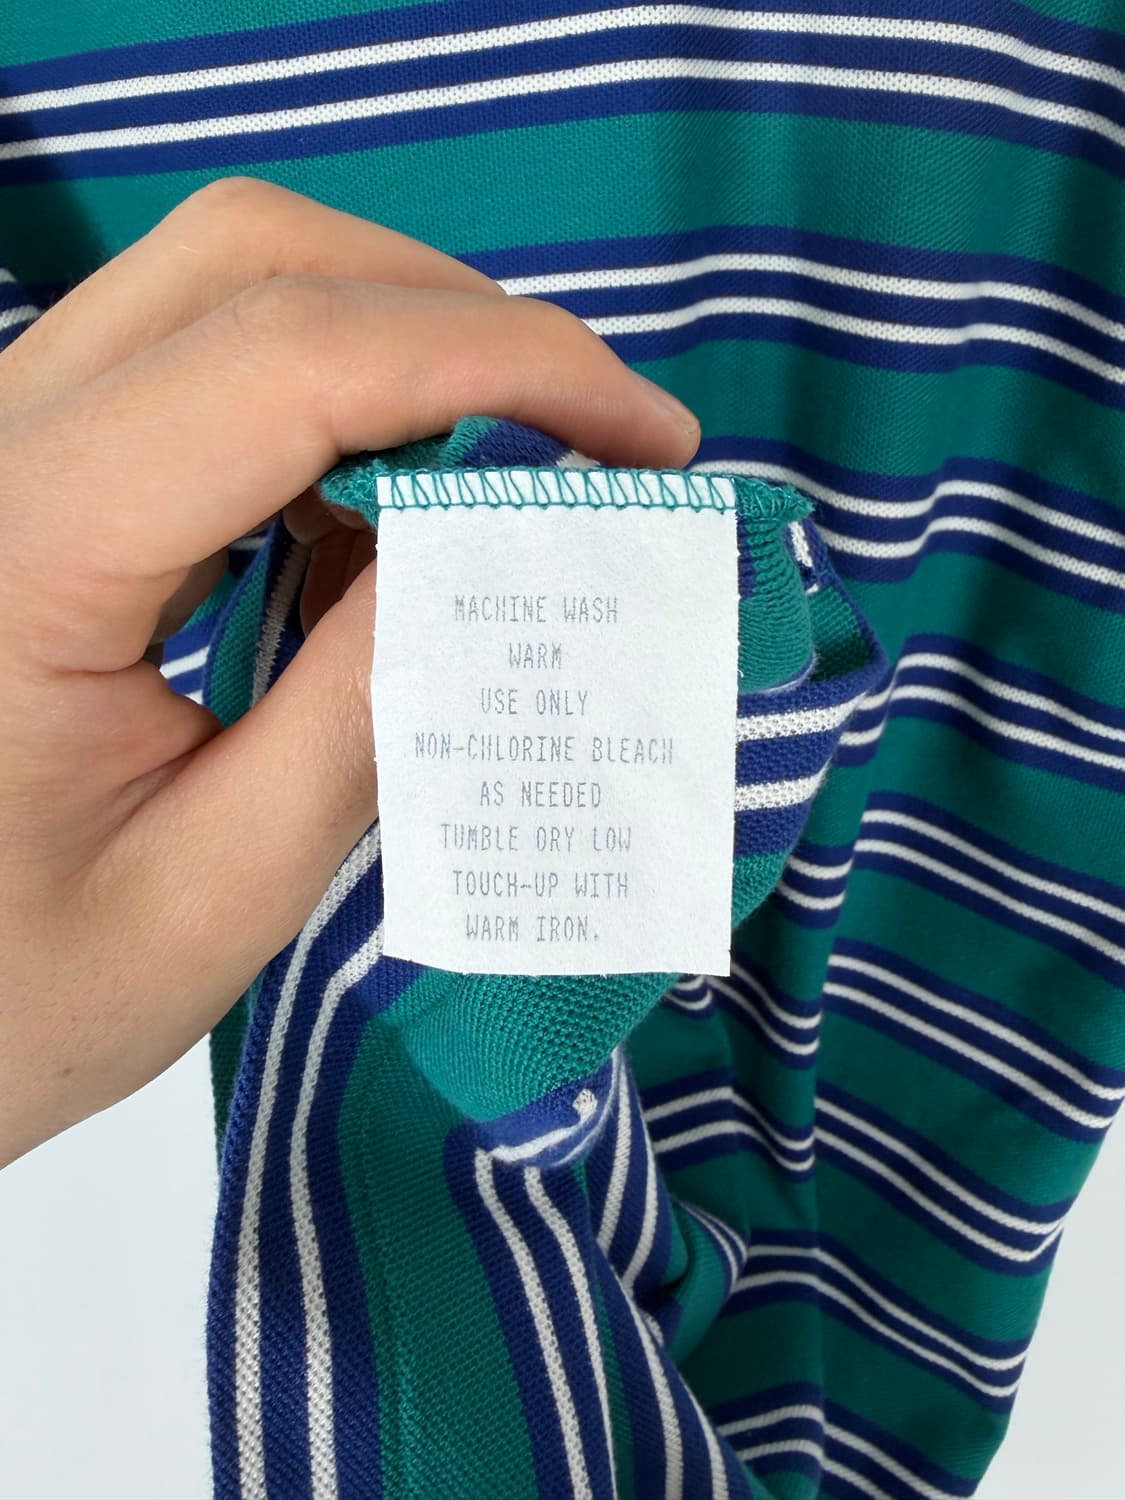 MACHINE WASH
WARM
USE ONLY
NON-CHLORINE BLEACH
AS NEEDED
TUMBLE DRY LOW
TOUCH-UP WITH
WARM IRON.